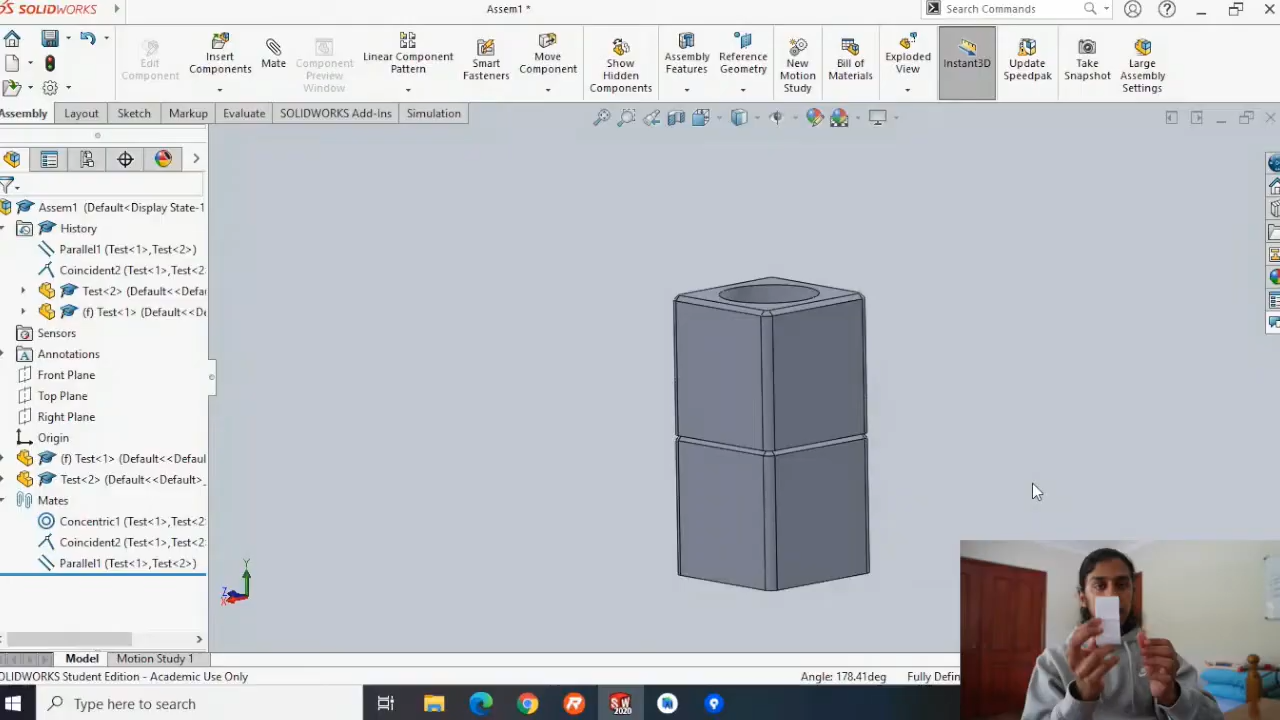 SOLIDWORKS
Assem1 *
Search Commands
Edit Component
Insert Components
Mate
Component Preview Window
Linear Component Pattern
Smart Fasteners
Move Component
Show Hidden Components
Assembly Features
Reference Geometry
New Motion Study
Bill of Materials
Exploded View
Instant3D
Update Speedpak
Take Snapshot
Large Assembly Settings
Assembly
Layout
Sketch
Markup
Evaluate
SOLIDWORKS Add-Ins
Simulation
Assem1 (Default<Display State-1
History
Parallel1 (Test<1>,Test<2>)
Coincident2 (Test<1>,Test<2
Test<2> (Default<<Defau
(f) Test<1> (Default<<Da
Sensors
Annotations
Front Plane
Top Plane
Right Plane
Origin
(f) Test<1> (Default<<Defaul
Test<2> (Default<<Default>_
Mates
Concentric1 (Test<1>,Test<2
Coincident2 (Test<1>,Test<2
Parallel1 (Test<1>,Test<2>)
Y
Z
X
Model
Motion Study 1
SOLIDWORKS Student Edition - Academic Use Only
Angle: 178.41deg
Fully Defin
Type here to search
SW
2020